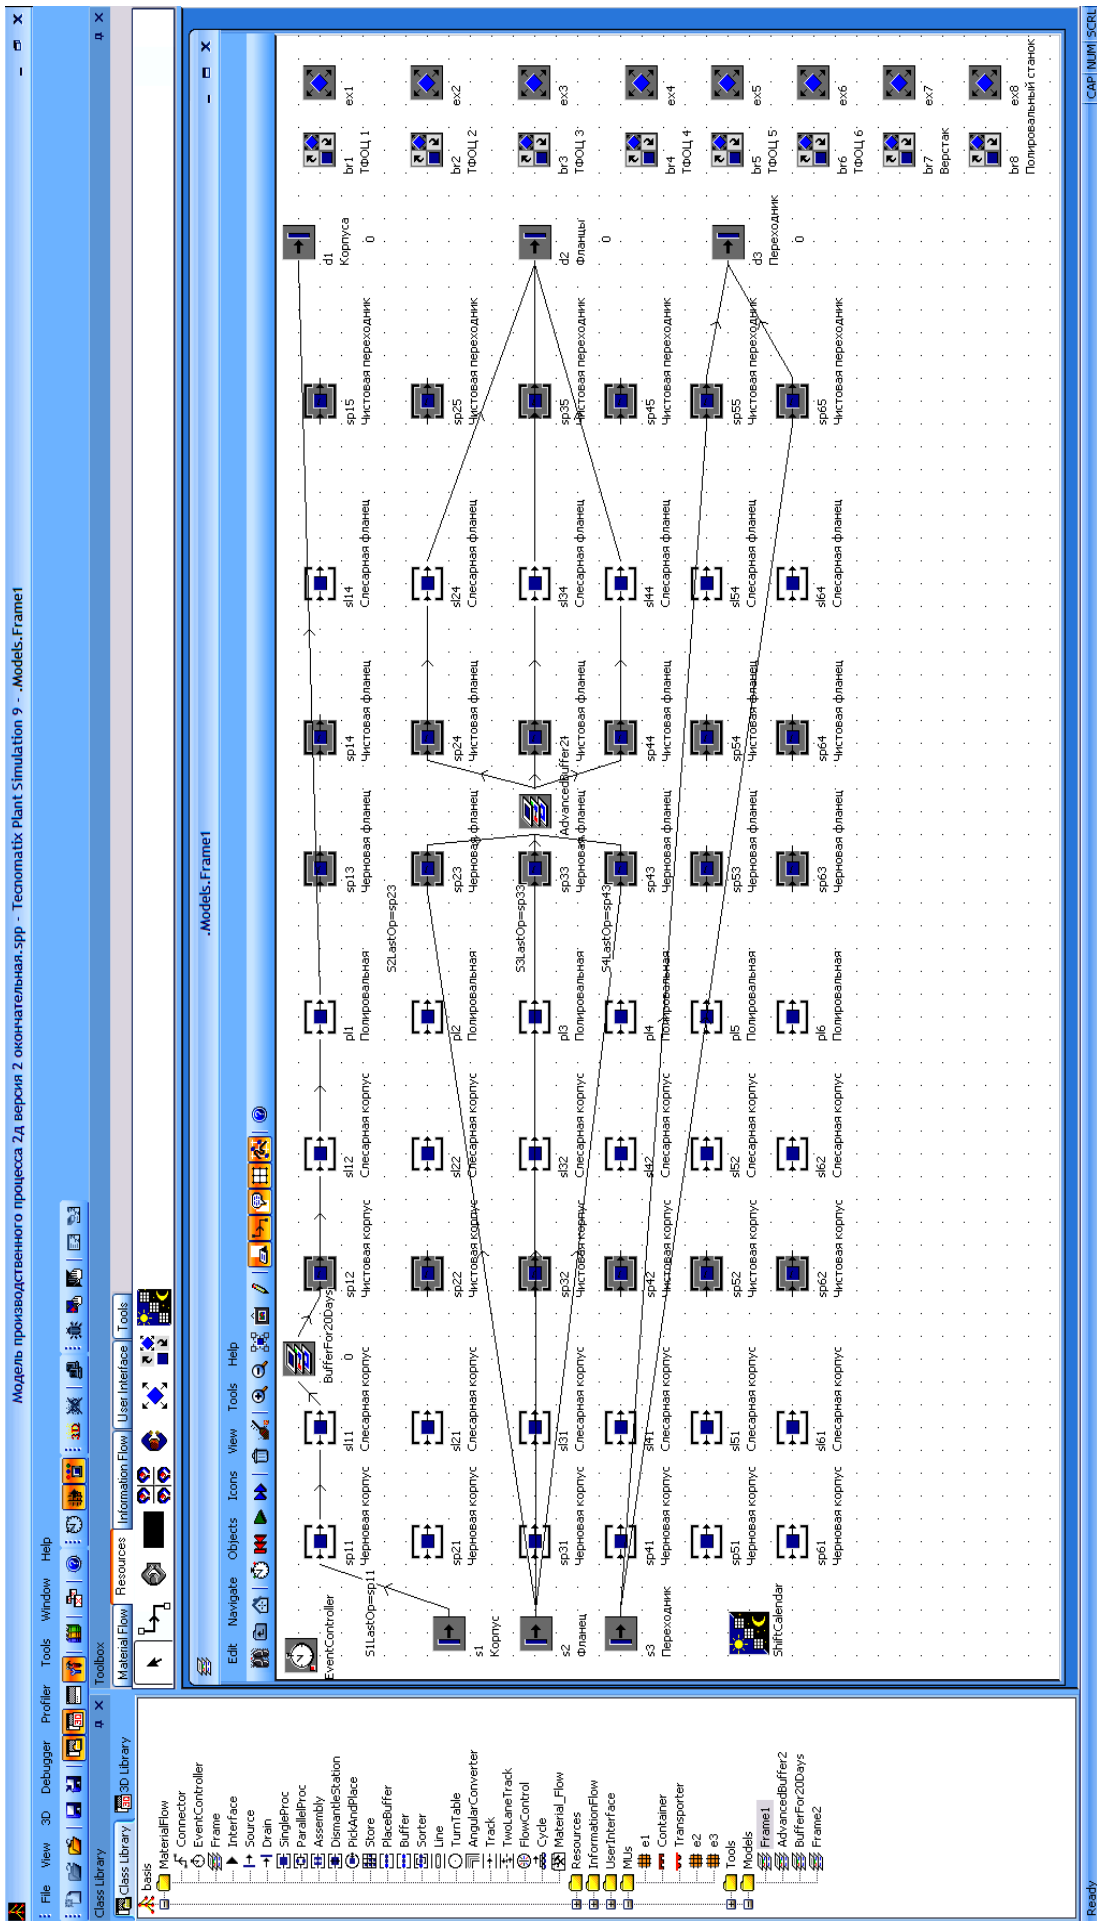 Модель производственного процесса 2д версия 2 окончательная.spp - Tecnomatix Plant Simulation 9 - .Models.Frame1
File View 3D Debugger Profiler Tools Window Help
Class Library
Class Library 3D Library
basis
MaterialFlow
Connector
EventController
Frame
Interface
Source
Drain
SingleProc
ParallelProc
Assembly
DismantleStation
PickAndPlace
Store
PlaceBuffer
Buffer
Sorter
Line
TurnTable
AngularConverter
Track
TwoLaneTrack
FlowControl
Cycle
Material_Flow
Resources
InformationFlow
UserInterface
MUs
e1
Container
Transporter
e2
e3
Tools
Models
Frame1
AdvancedBuffer2
BufferFor20Days
Frame2
Toolbox
Material Flow Resources Information Flow User Interface Tools
.Models.Frame1
Edit Navigate Objects Icons View Tools Help
EventController
S1LastOp=sp11
s1
Корпус
s2
Фланец
s3
Переходник
ShiftCalendar
sp11
Черновая корпус
sp21
Черновая корпус
sp31
Черновая корпус
sp41
Черновая корпус
sp51
Черновая корпус
sp61
Черновая корпус
sl11
Слесарная корпус
sl21
Слесарная корпус
sl31
Слесарная корпус
sl41
Слесарная корпус
sl51
Слесарная корпус
sl61
Слесарная корпус
BufferFor20Days
0
sp12
Чистовая корпус
sp22
Чистовая корпус
sp32
Чистовая корпус
sp42
Чистовая корпус
sp52
Чистовая корпус
sp62
Чистовая корпус
sl12
Слесарная корпус
sl22
Слесарная корпус
sl32
Слесарная корпус
sl42
Слесарная корпус
sl52
Слесарная корпус
sl62
Слесарная корпус
pl1
Полировальная
pl2
Полировальная
pl3
Полировальная
pl4
Полировальная
pl5
Полировальная
pl6
Полировальная
S2LastOp=sp23
S3LastOp=sp33
S4LastOp=sp43
sp13
Черновая фланец
sp23
Черновая фланец
sp33
Черновая фланец
sp43
Черновая фланец
sp53
Черновая фланец
sp63
Черновая фланец
AdvancedBuffer21
sp14
Чистовая фланец
sp24
Чистовая фланец
sp34
Чистовая фланец
sp44
Чистовая фланец
sp54
Чистовая фланец
sp64
Чистовая фланец
sl14
Слесарная фланец
sl24
Слесарная фланец
sl34
Слесарная фланец
sl44
Слесарная фланец
sl54
Слесарная фланец
sl64
Слесарная фланец
sp15
Чистовая переходник
sp25
Чистовая переходник
sp35
Чистовая переходник
sp45
Чистовая переходник
sp55
Чистовая переходник
sp65
Чистовая переходник
d1
Корпуса
0
d2
Фланцы
0
d3
Переходник
0
br1
ТФОЦ 1
br2
ТФОЦ 2
br3
ТФОЦ 3
br4
ТФОЦ 4
br5
ТФОЦ 5
br6
ТФОЦ 6
br7
Верстак
br8
Полировальный станок
ex1
ex2
ex3
ex4
ex5
ex6
ex7
ex8
Ready
CAP NUM SCRL